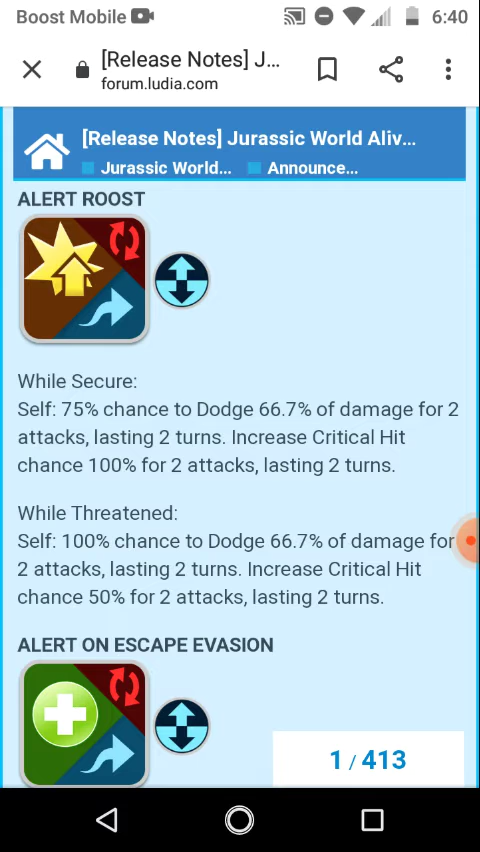 Boost Mobile 6:40
[Release Notes] J...
forum.ludia.com
[Release Notes] Jurassic World Aliv...
Jurassic World... Announce...
ALERT ROOST
While Secure:
Self: 75% chance to Dodge 66.7% of damage for 2
attacks, lasting 2 turns. Increase Critical Hit
chance 100% for 2 attacks, lasting 2 turns.
While Threatened:
Self: 100% chance to Dodge 66.7% of damage for
2 attacks, lasting 2 turns. Increase Critical Hit
chance 50% for 2 attacks, lasting 2 turns.
ALERT ON ESCAPE EVASION
1 / 413